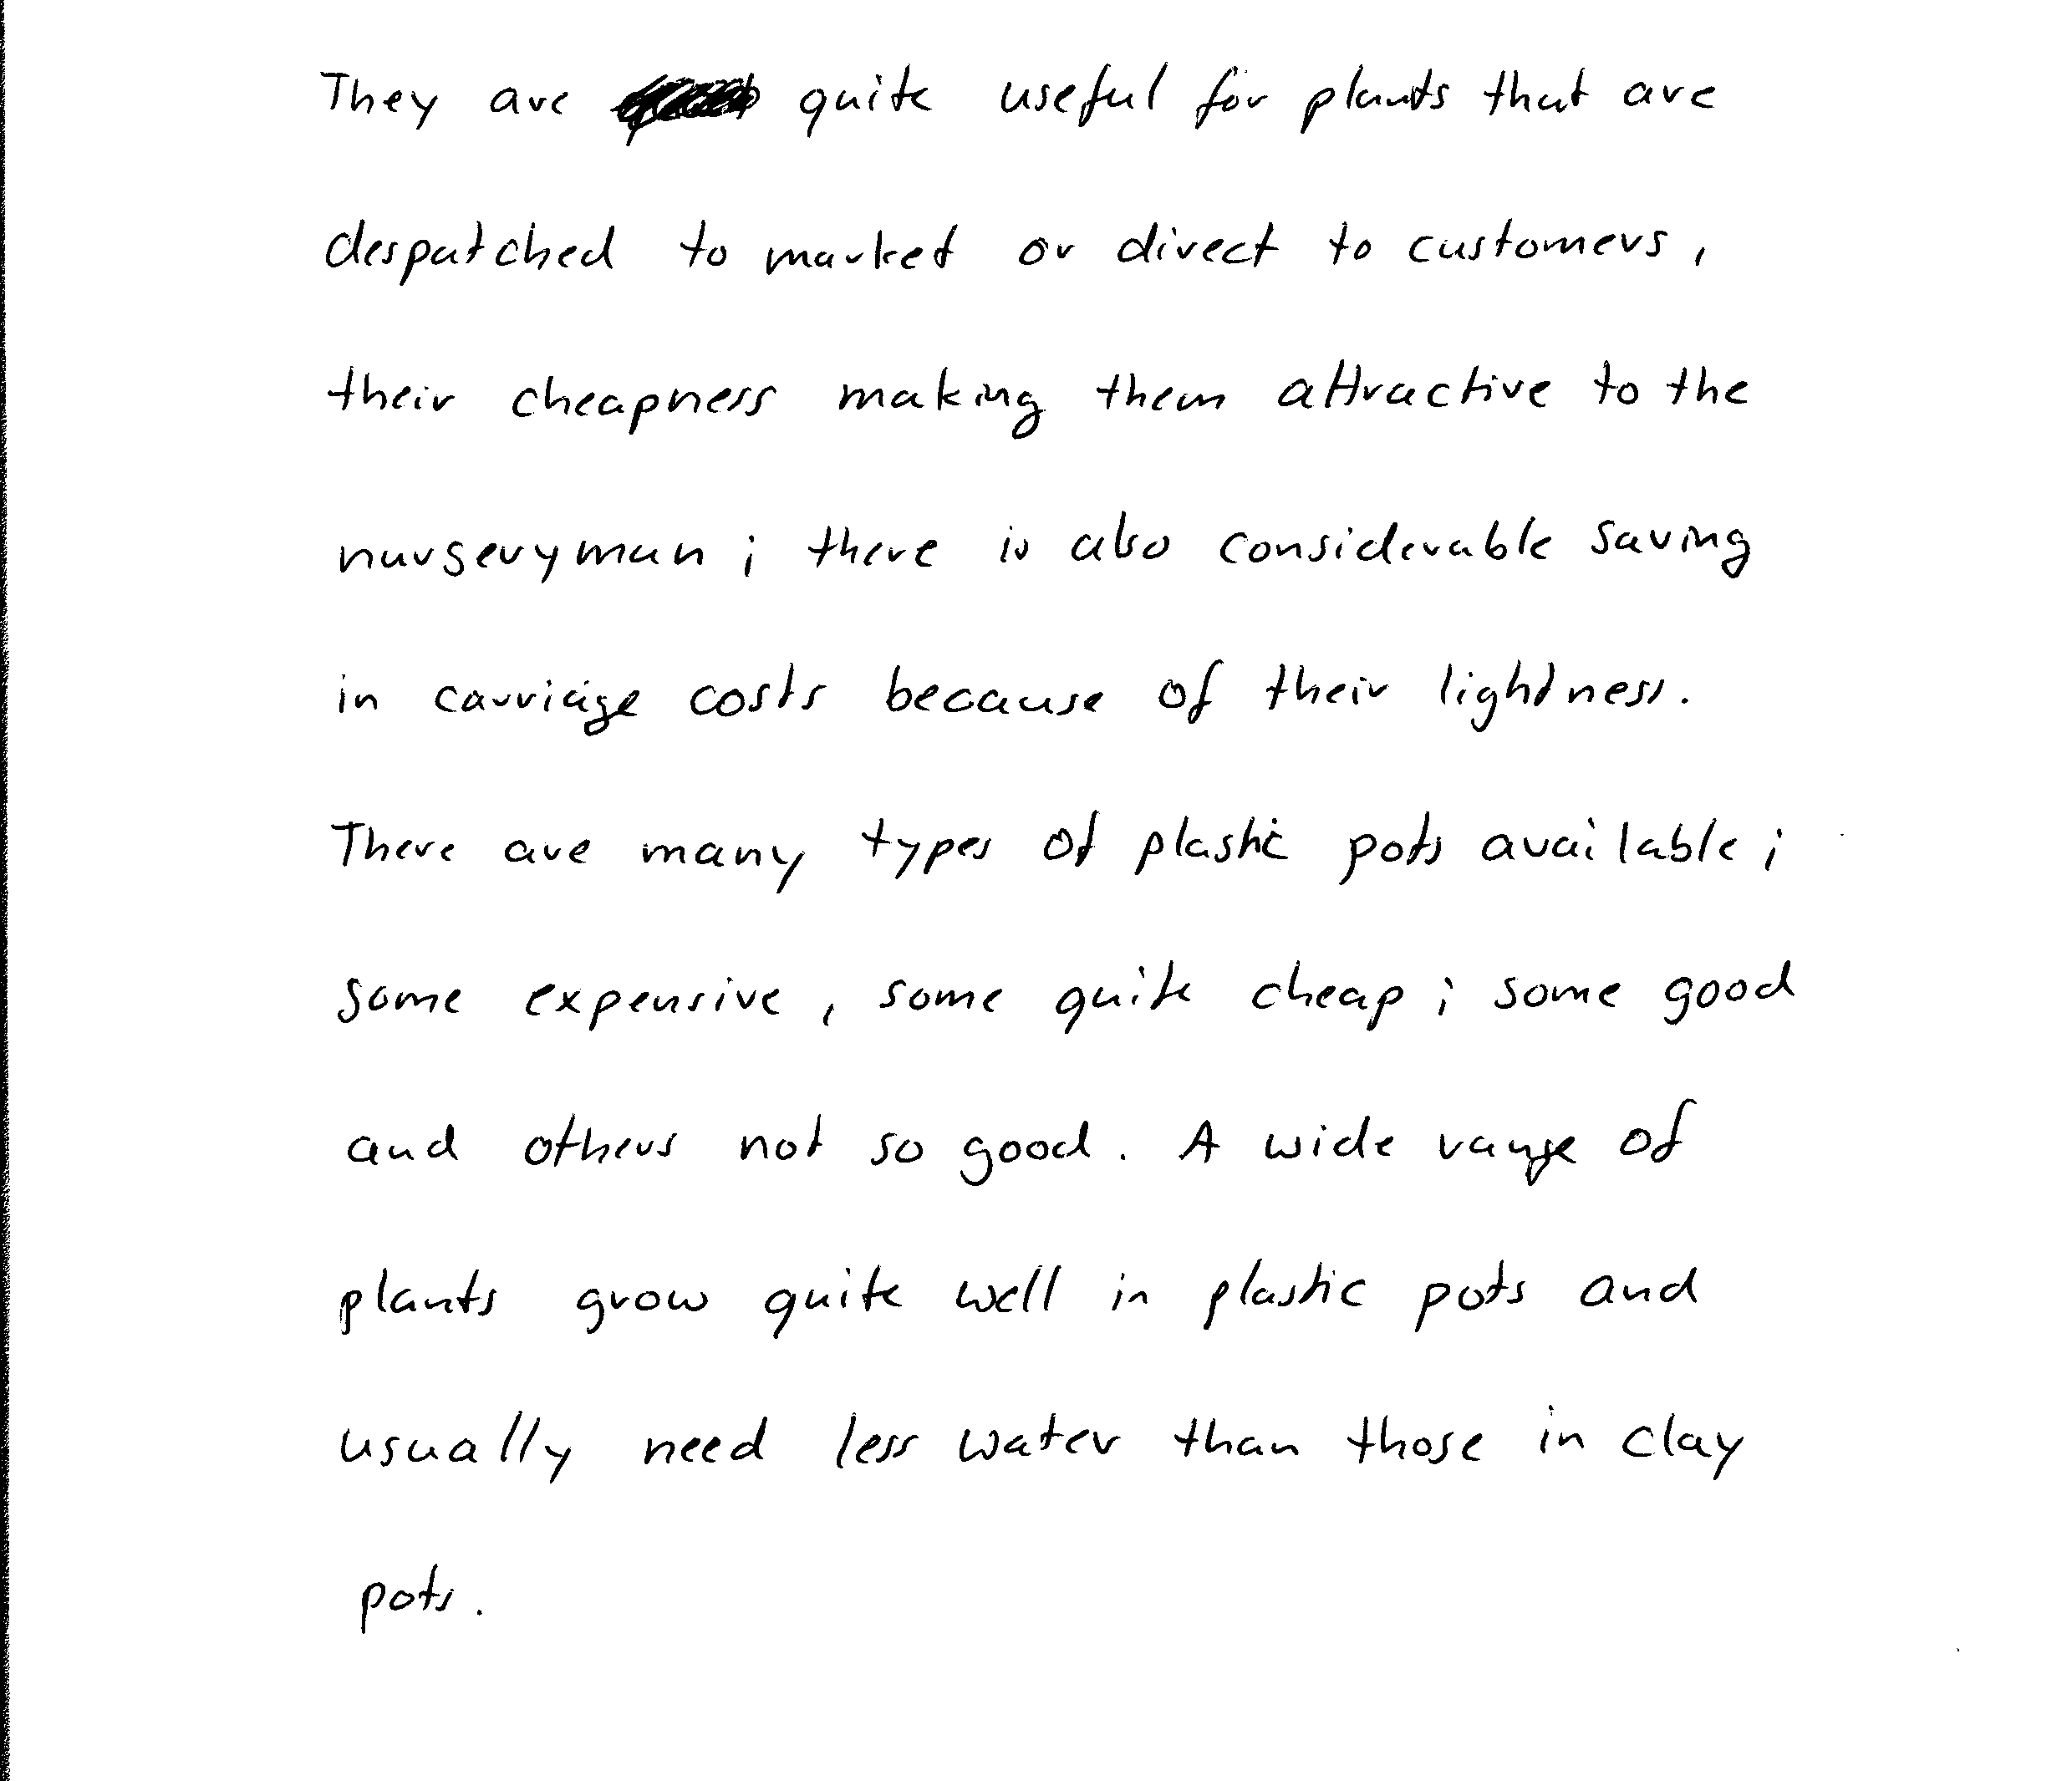 They are quite useful for plants that are
despatched to market or direct to customers,
their cheapness making them attractive to the
nurseryman; there is also considerable saving
in carriage costs because of their lightness.
There are many types of plastic pots available;
some expensive, some quite cheap; some good
and others not so good. A wide range of
plants grow quite well in plastic pots and
usually need less water than those in clay
pots.